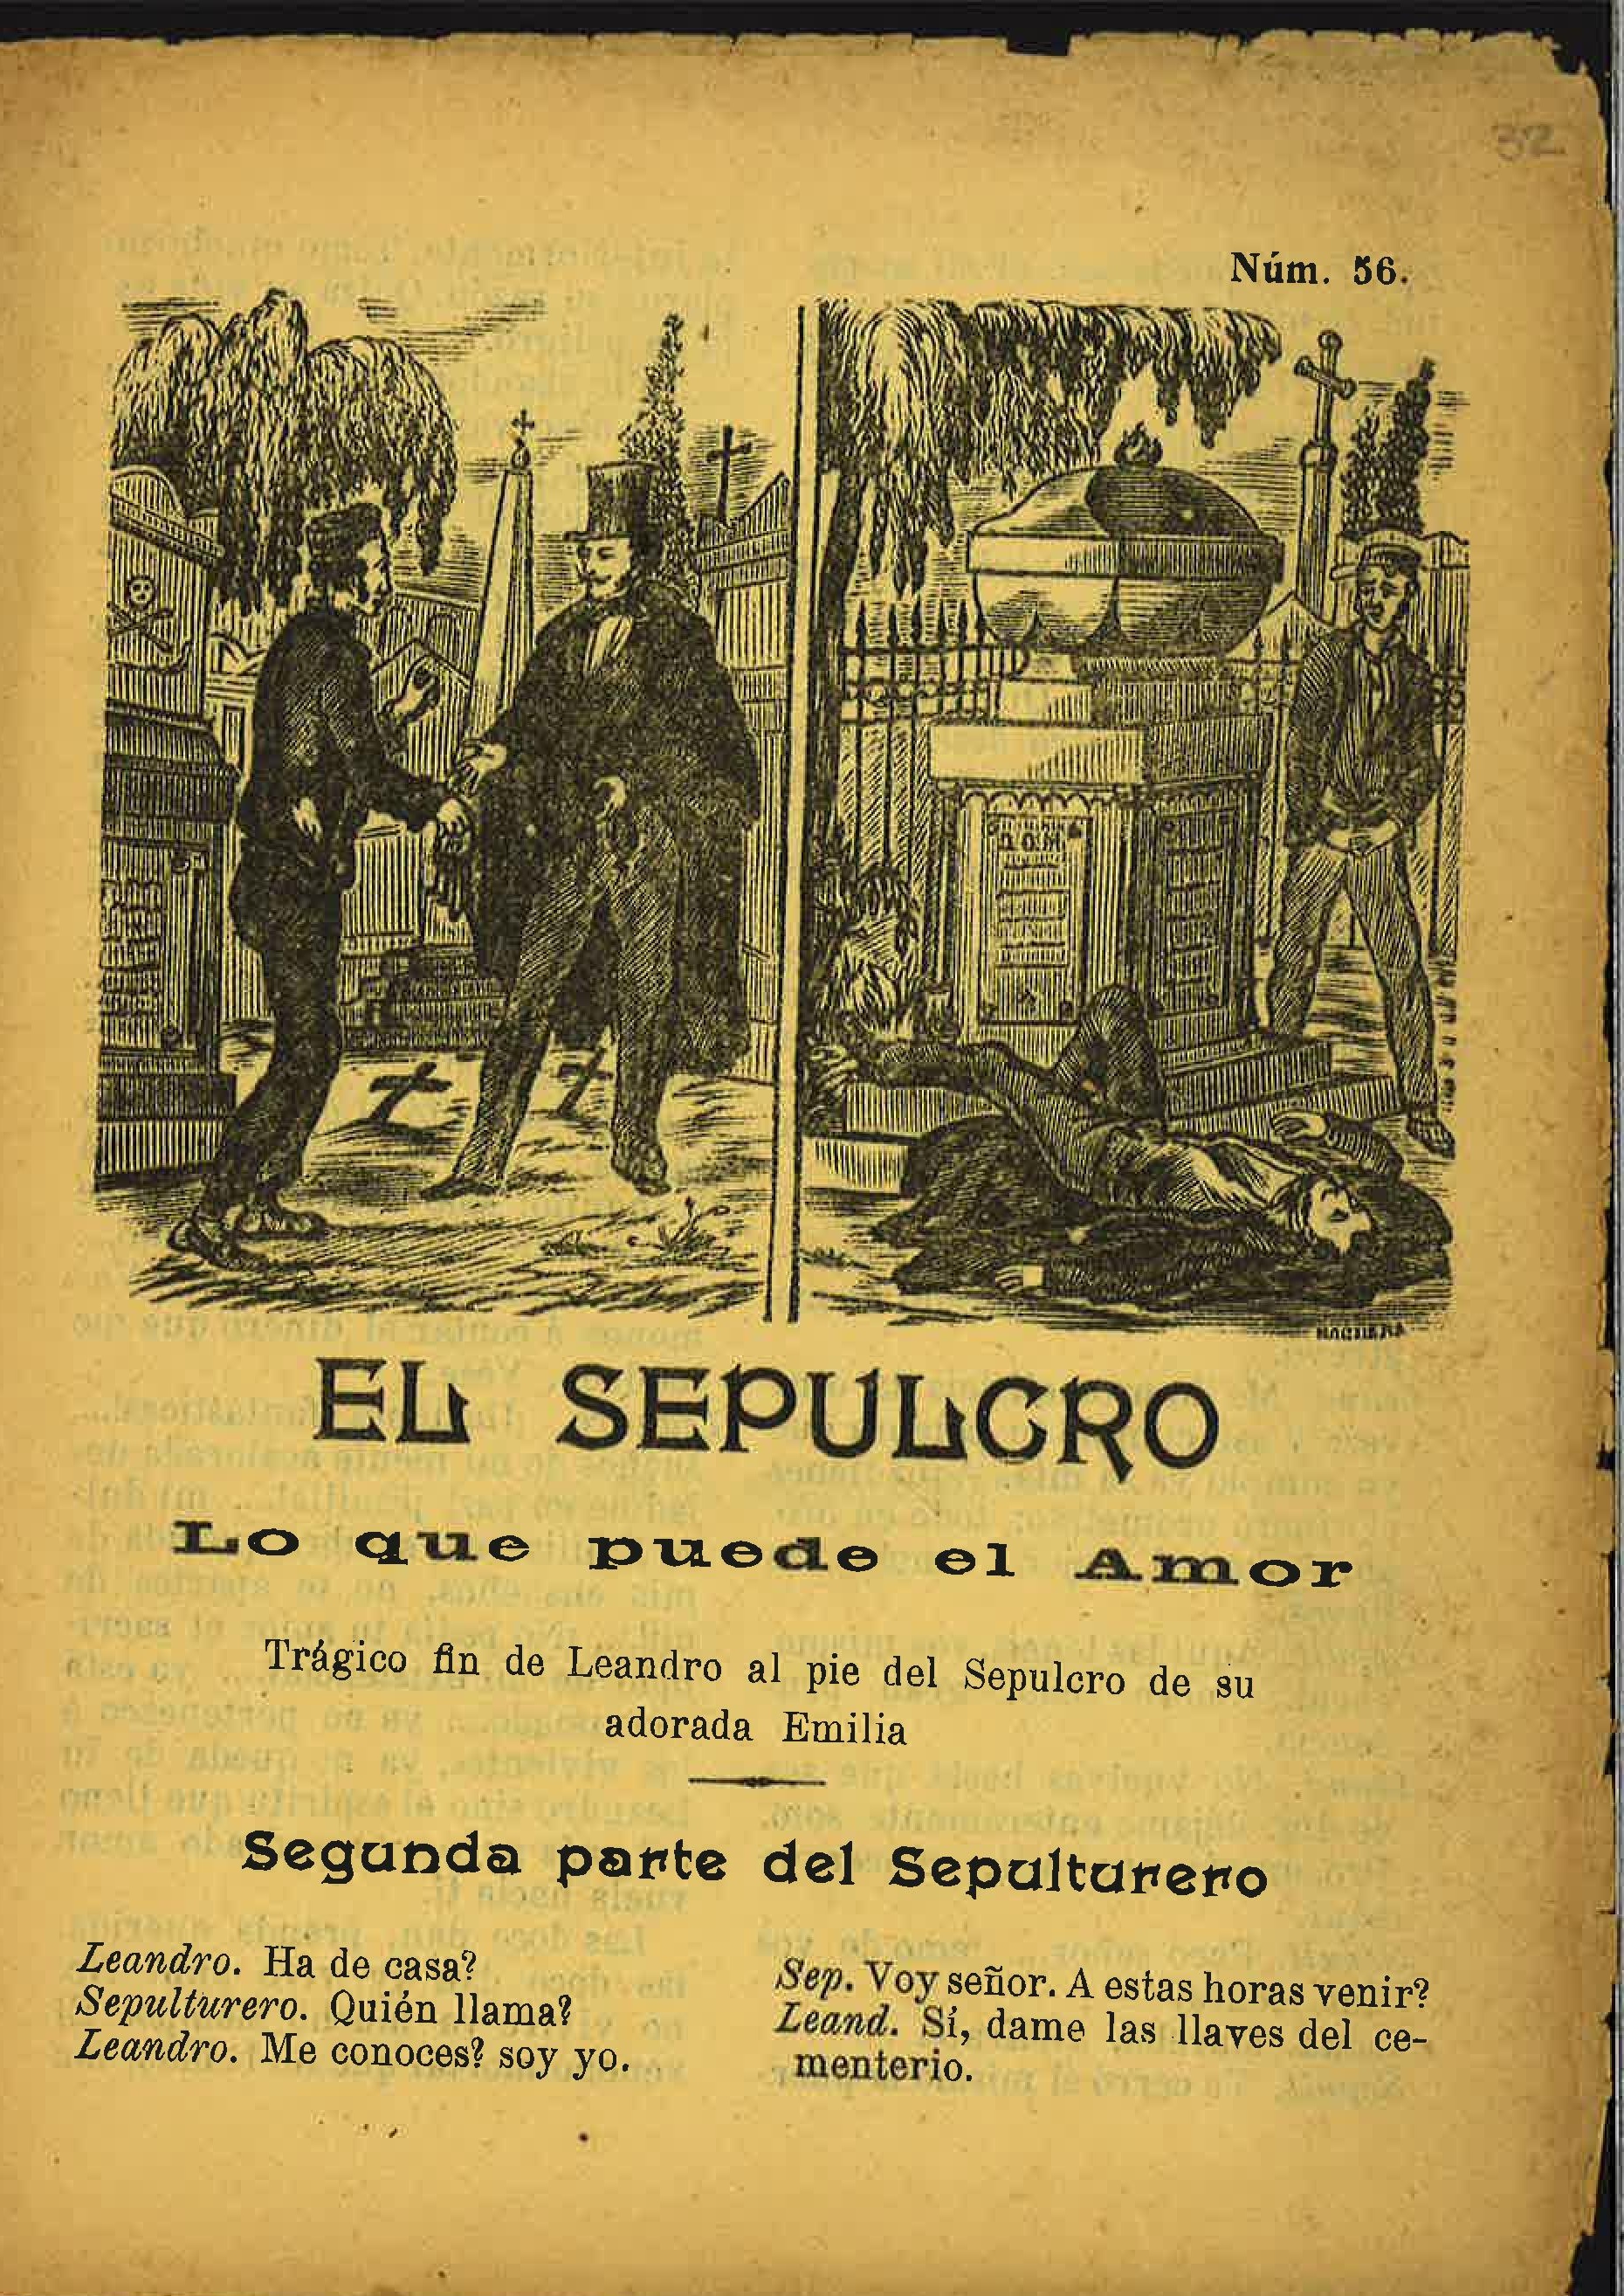 32
Núm. 56.
NOGUERA
EL SEPULCRO
Lo que puede el Amor
Trágico fin de Leandro al pie del Sepulcro de su
adorada Emilia
Segunda parte del Sepulturero
Leandro. Ha de casa?
Sepulturero. Quién llama?
Leandro. Me conoces? soy yo.
Sep. Voy señor. A estas horas venir?
Leand. Sí, dame las llaves del ce-
menterio.